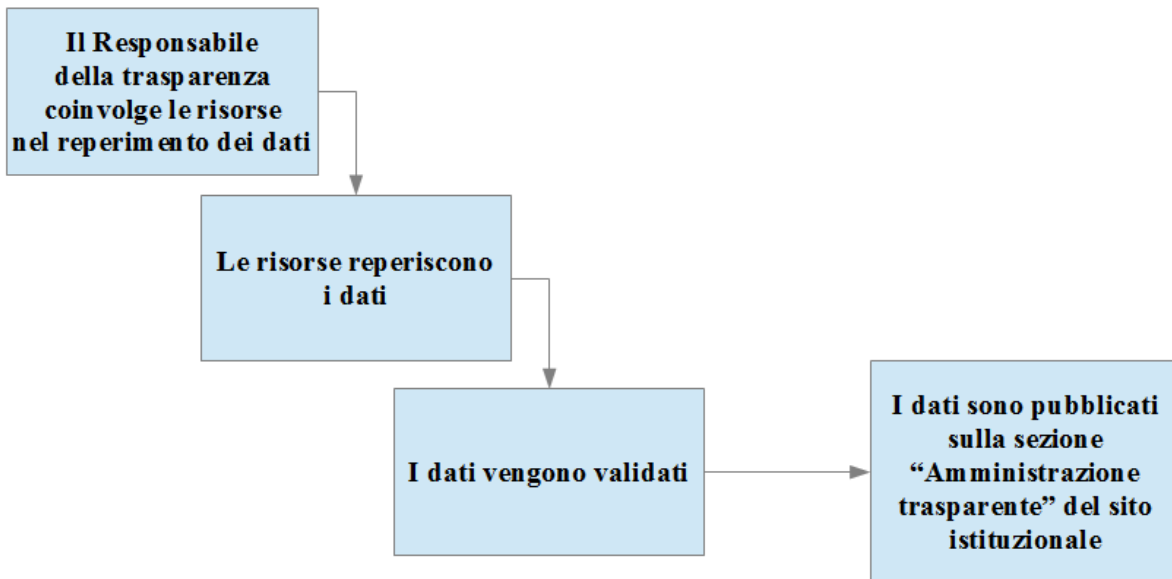 Il Responsabile
della trasparenza
coinvolge le risorse
nel reperimento dei dati
Le risorse reperiscono
i dati
I dati vengono validati
I dati sono pubblicati
sulla sezione
“Amministrazione
trasparente” del sito
istituzionale